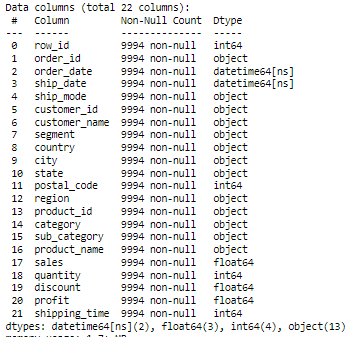 Data columns (total 22 columns):
 #   Column         Non-Null Count  Dtype
---  ------         --------------  -----
 0   row_id         9994 non-null   int64
 1   order_id       9994 non-null   object
 2   order_date     9994 non-null   datetime64[ns]
 3   ship_date      9994 non-null   datetime64[ns]
 4   ship_mode      9994 non-null   object
 5   customer_id    9994 non-null   object
 6   customer_name  9994 non-null   object
 7   segment        9994 non-null   object
 8   country        9994 non-null   object
 9   city           9994 non-null   object
 10  state          9994 non-null   object
 11  postal_code    9994 non-null   int64
 12  region         9994 non-null   object
 13  product_id     9994 non-null   object
 14  category       9994 non-null   object
 15  sub_category   9994 non-null   object
 16  product_name   9994 non-null   object
 17  sales          9994 non-null   float64
 18  quantity       9994 non-null   int64
 19  discount       9994 non-null   float64
 20  profit         9994 non-null   float64
 21  shipping_time  9994 non-null   int64
dtypes: datetime64[ns](2), float64(3), int64(4), object(13)